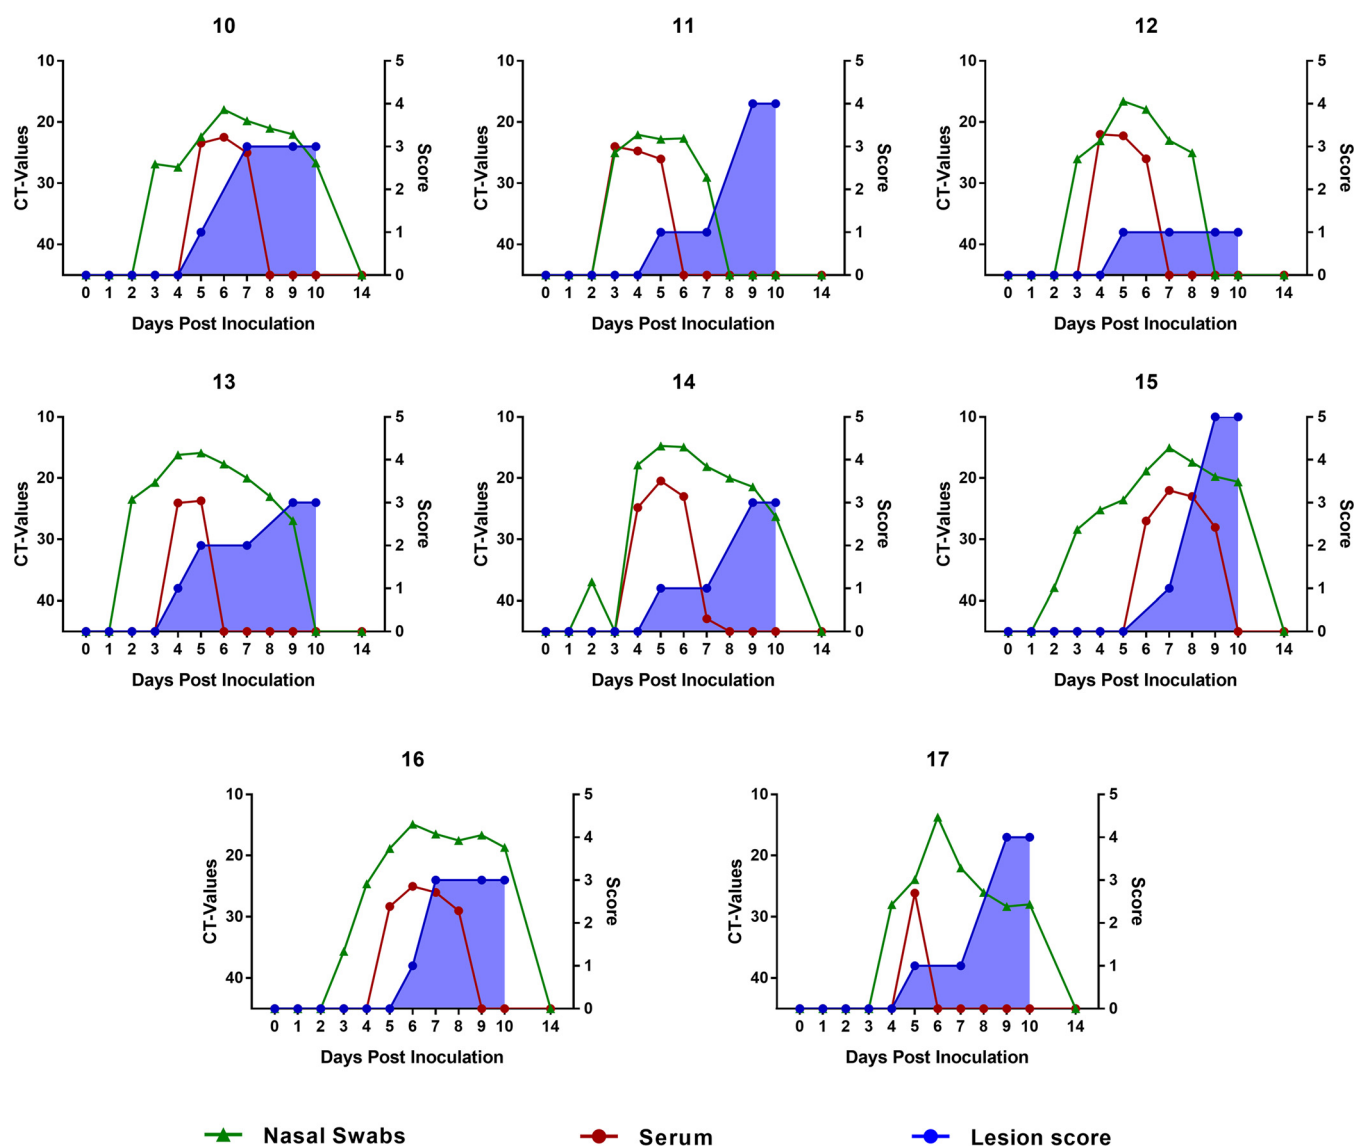 10
11
12
10
20
30
40
CT-Values
5
4
3
2
1
0
Score
0 1 2 3 4 5 6 7 8 9 10 14
Days Post Inoculation
10
20
30
40
CT-Values
5
4
3
2
1
0
Score
0 1 2 3 4 5 6 7 8 9 10 14
Days Post Inoculation
10
20
30
40
CT-Values
5
4
3
2
1
0
Score
0 1 2 3 4 5 6 7 8 9 10 14
Days Post Inoculation
13
14
15
10
20
30
40
CT-Values
5
4
3
2
1
0
Score
0 1 2 3 4 5 6 7 8 9 10 14
Days Post Inoculation
10
20
30
40
CT-Values
5
4
3
2
1
0
Score
0 1 2 3 4 5 6 7 8 9 10 14
Days Post Inoculation
10
20
30
40
CT-Values
5
4
3
2
1
0
Score
0 1 2 3 4 5 6 7 8 9 10 14
Days Post Inoculation
16
17
10
20
30
40
CT-Values
5
4
3
2
1
0
Score
0 1 2 3 4 5 6 7 8 9 10 14
Days Post Inoculation
10
20
30
40
CT-Values
5
4
3
2
1
0
Score
0 1 2 3 4 5 6 7 8 9 10 14
Days Post Inoculation
Nasal Swabs
Serum
Lesion score